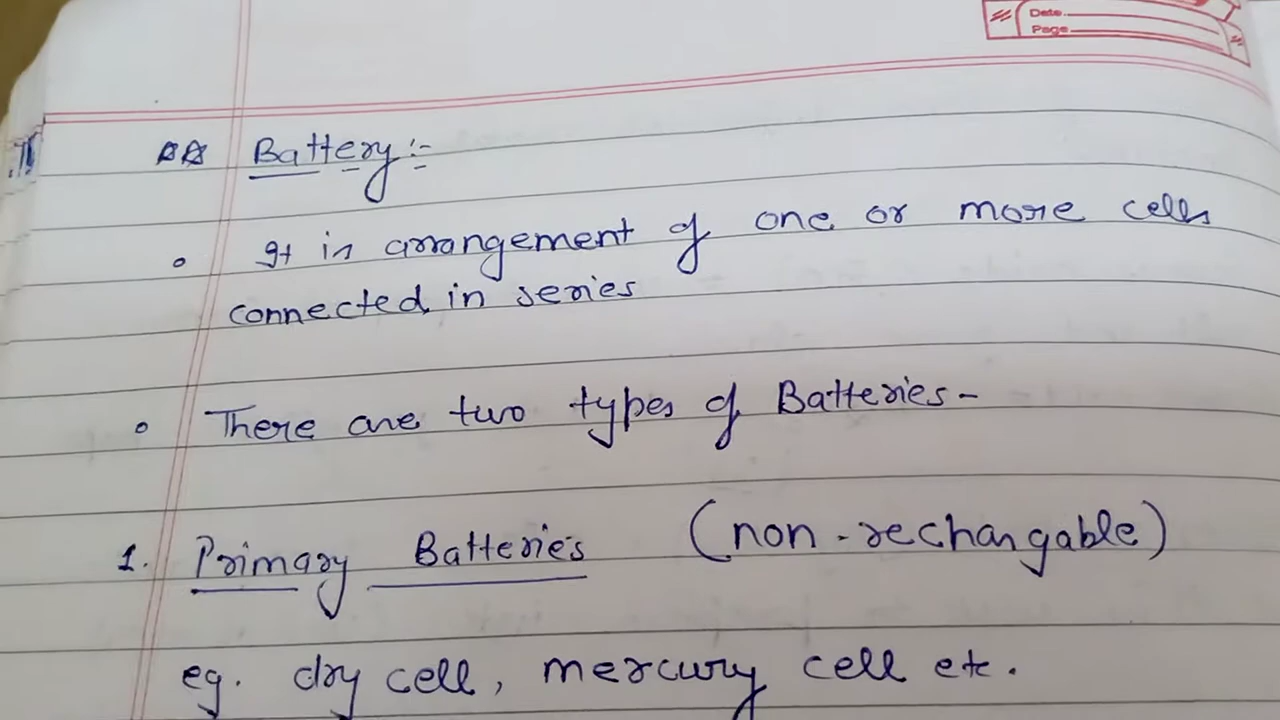 Date
Page
Battery :-
It is arrangement of one or more cells
connected in series
There are two types of Batteries -
1. Primary Batteries (non-rechargable)
eg. dry cell, mercury cell etc.